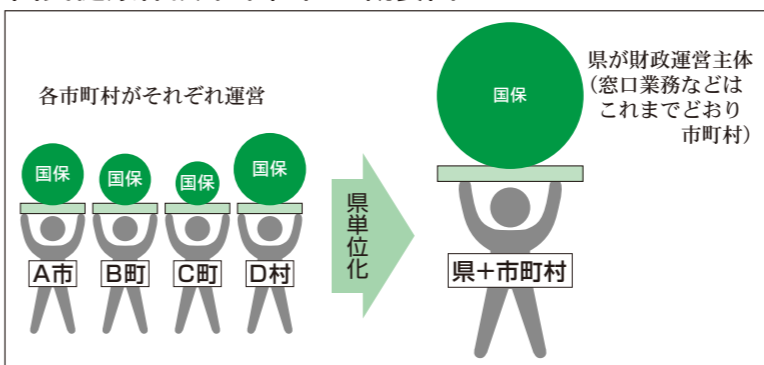 各市町村がそれぞれ運営
国保
国保
国保
国保
A市
B町
C町
D村
県単位化
国保
県+市町村
県が財政運営主体
(窓口業務などは
これまでどおり
市町村)